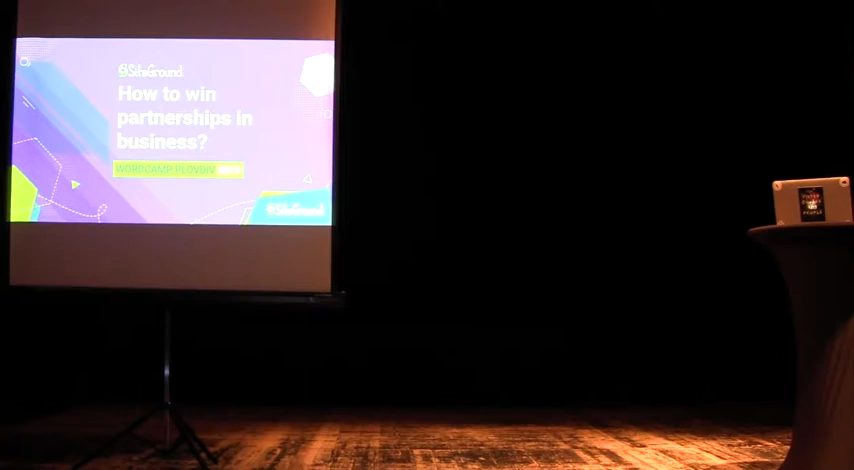 SiteGround
How to win
partnerships in
business?
WORDCAMP PLOVDIV
SiteGround